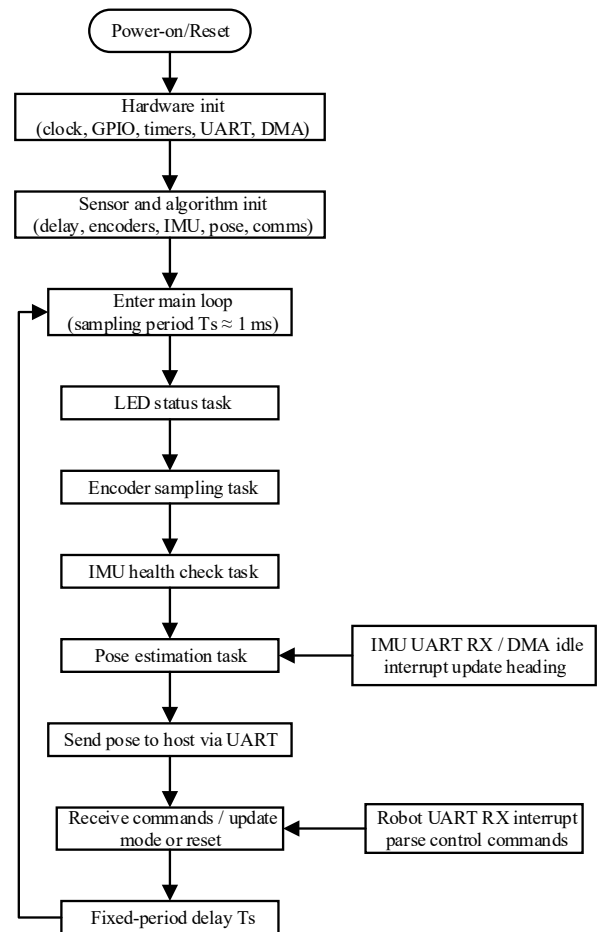 Power-on/Reset
Hardware init
(clock, GPIO, timers, UART, DMA)
Sensor and algorithm init
(delay, encoders, IMU, pose, comms)
Enter main loop
(sampling period Ts ≈ 1 ms)
LED status task
Encoder sampling task
IMU health check task
Pose estimation task
IMU UART RX / DMA idle
interrupt update heading
Send pose to host via UART
Receive commands / update
mode or reset
Robot UART RX interrupt
parse control commands
Fixed-period delay Ts